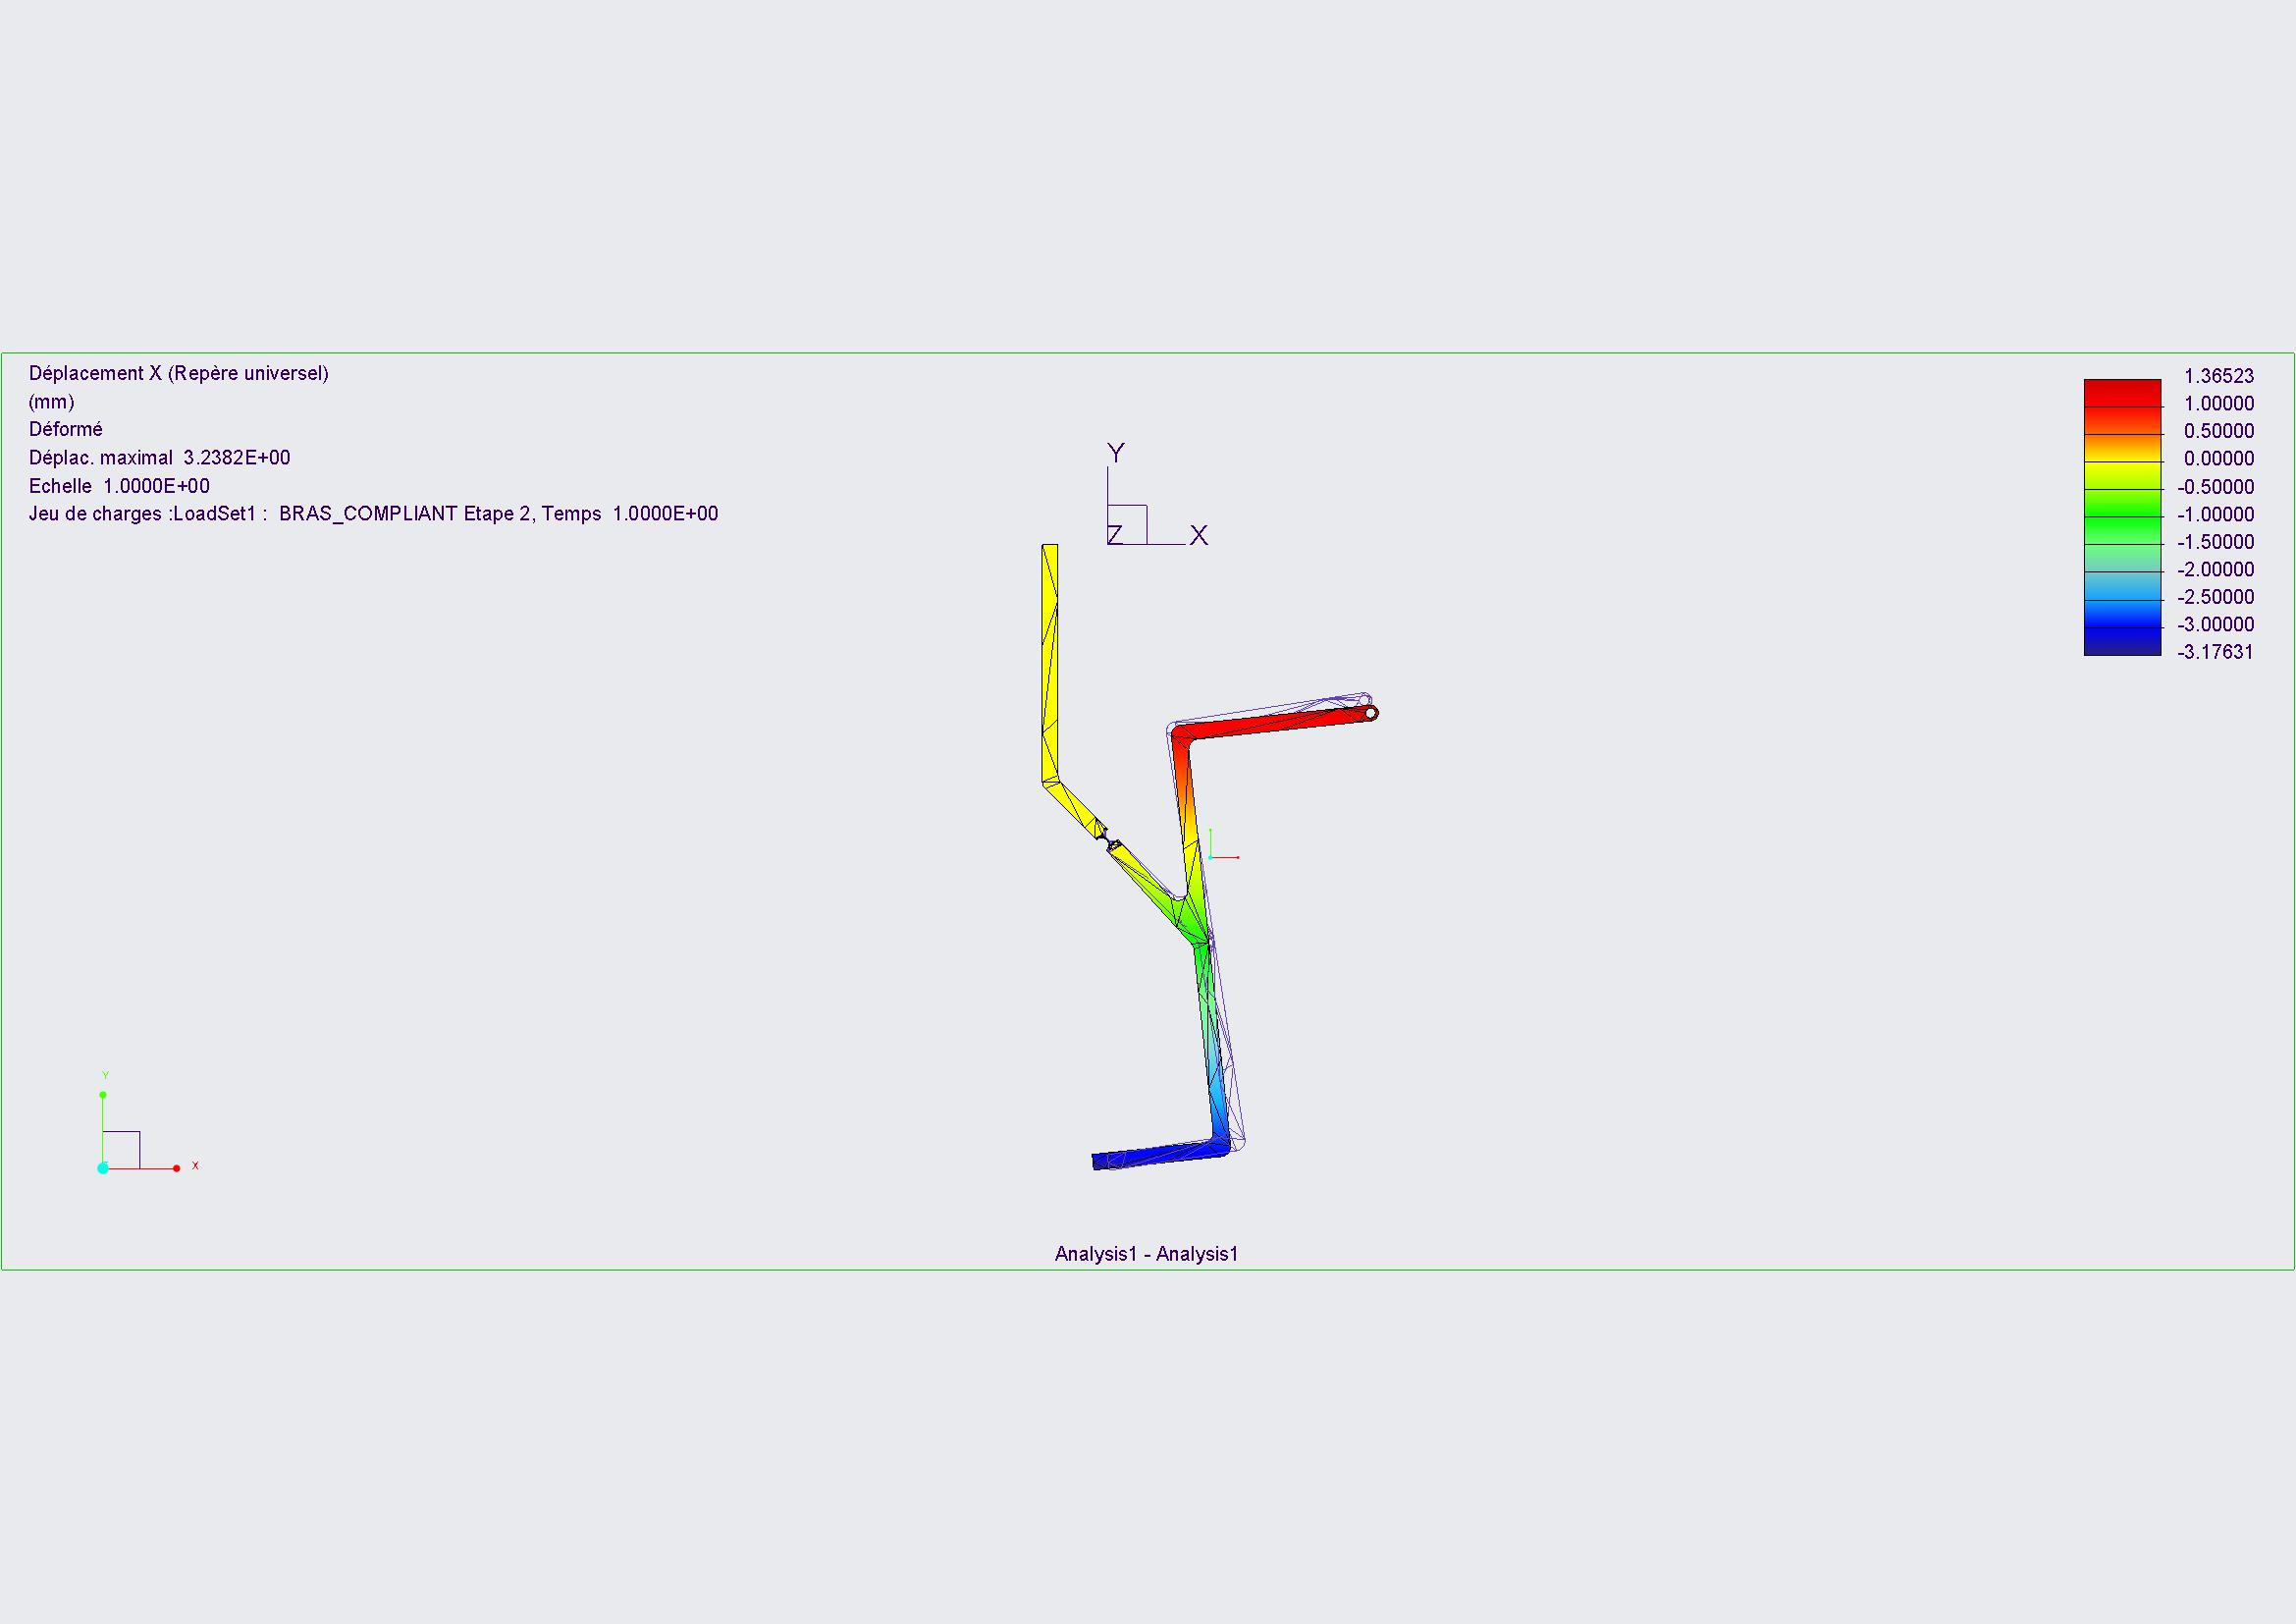 Déplacement X (Repère universel)
(mm)
Déformé
Déplac. maximal 3.2382E+00
Echelle 1.0000E+00
Jeu de charges :LoadSet1 : BRAS_COMPLIANT Etape 2, Temps 1.0000E+00
1.36523
1.00000
0.50000
0.00000
-0.50000
-1.00000
-1.50000
-2.00000
-2.50000
-3.00000
-3.17631
Y
Z X
Y
X
Analysis1 - Analysis1